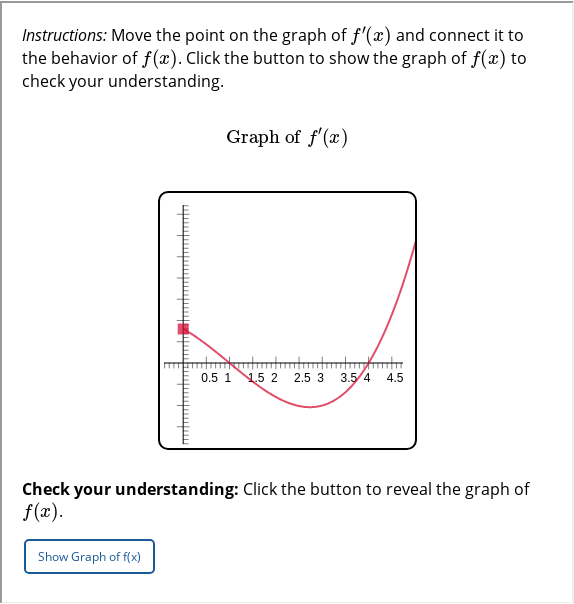 Instructions: Move the point on the graph of f′(x) and connect it to
the behavior of f(x). Click the button to show the graph of f(x) to
check your understanding.
Graph of f′(x)
0.5 1 1.5 2 2.5 3 3.5 4 4.5
Check your understanding: Click the button to reveal the graph of
f(x).
Show Graph of f(x)